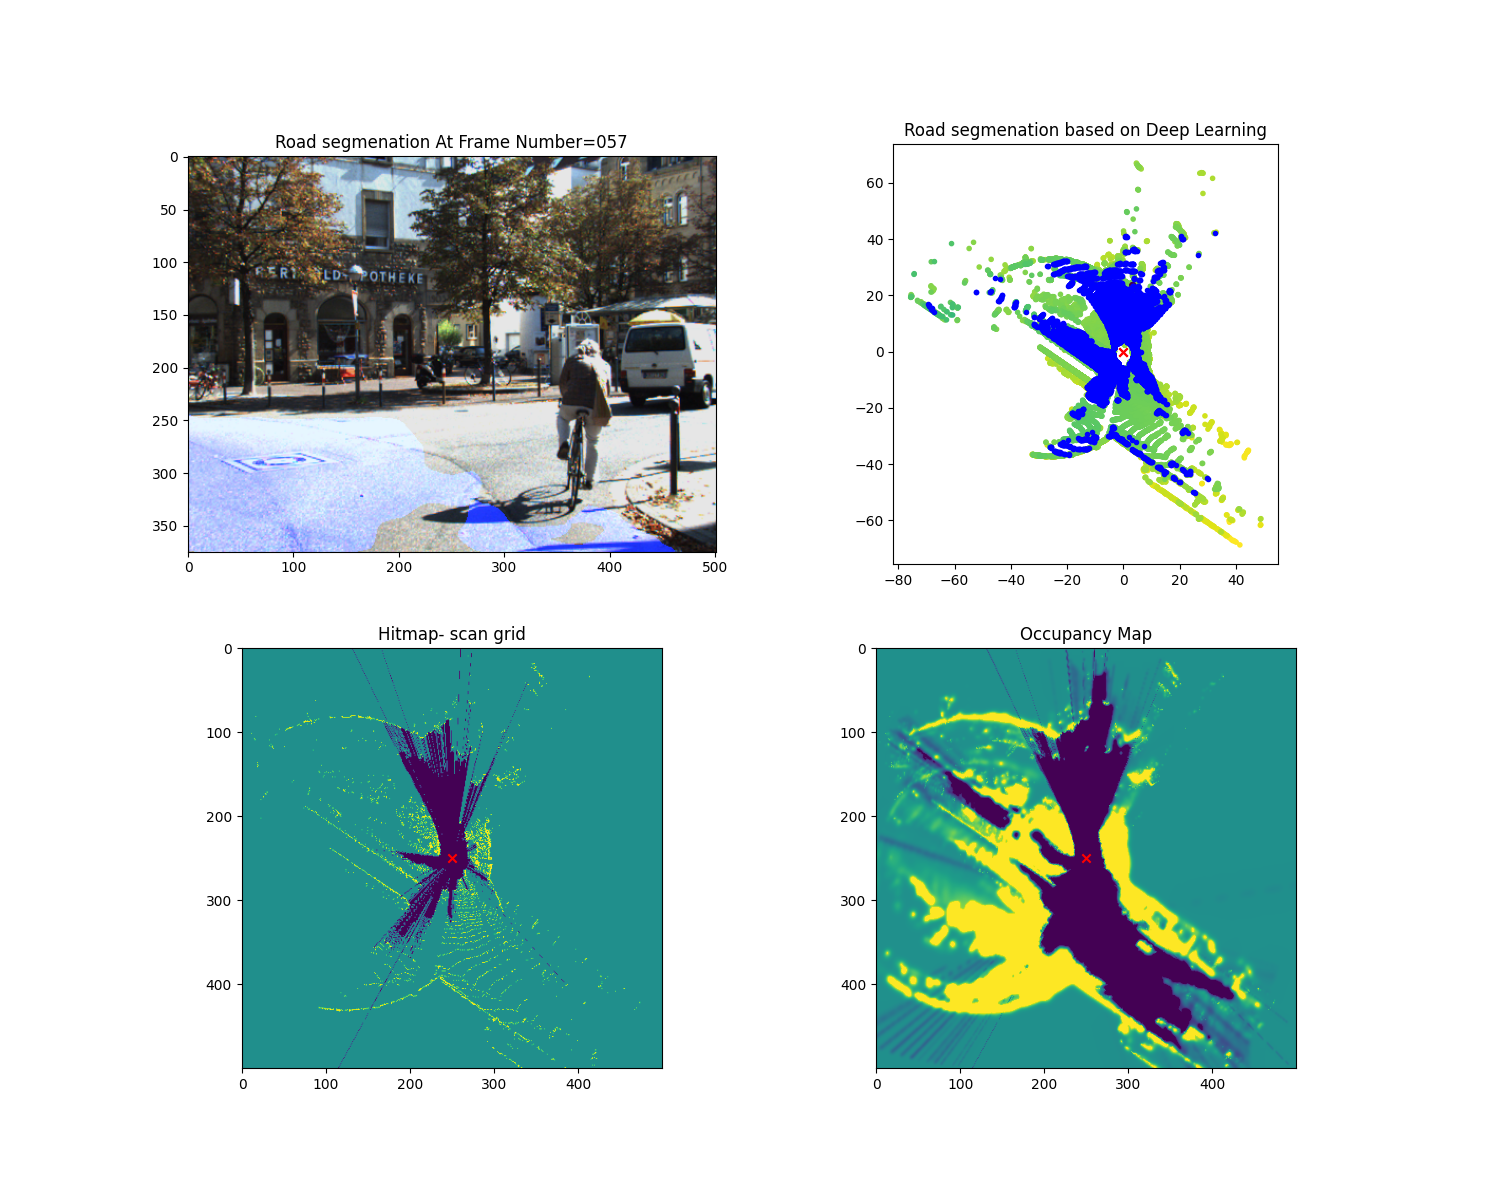 Road segmenation At Frame Number=057
0
50
100
150
200
250
300
350
0 100 200 300 400 500
POTHEKE
Road segmenation based on Deep Learning
60
40
20
0
−20
−40
−60
−80 −60 −40 −20 0 20 40
Hitmap- scan grid
0
100
200
300
400
0 100 200 300 400
Occupancy Map
0
100
200
300
400
0 100 200 300 400